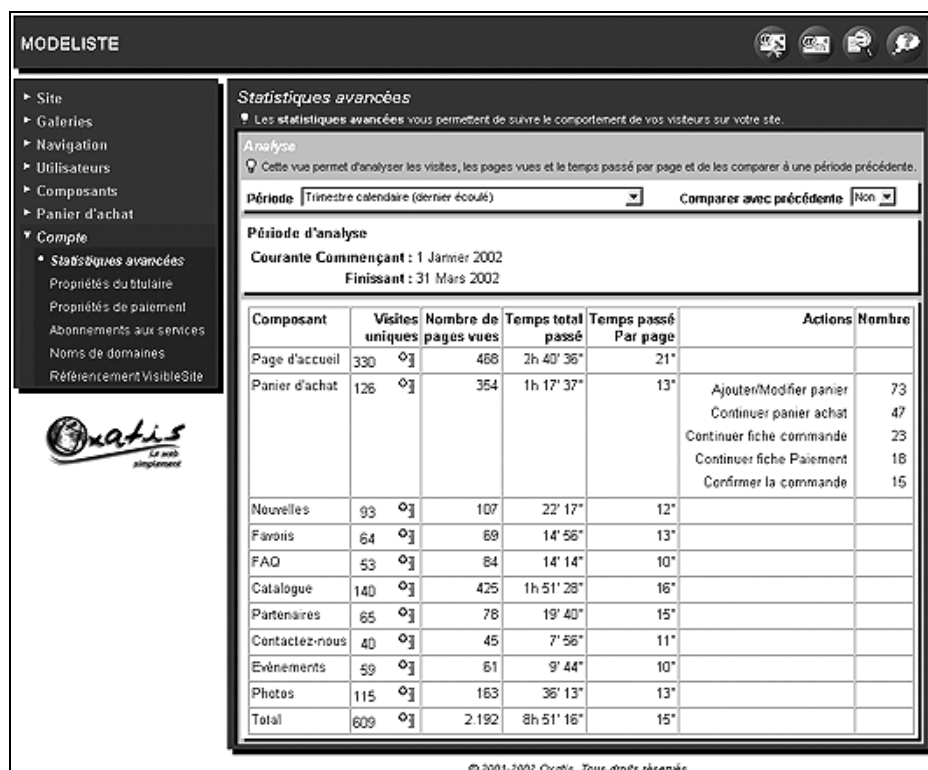 MODELISTE
Site
Galeries
Navigation
Utilisateurs
Composants
Panier d'achat
Compte
Statistiques avancées
Propriétés du titulaire
Propriétés de paiement
Abonnements aux services
Noms de domaines
Référencement VisibleSite
Oxatis
Le web
simplement
Statistiques avancées
Les statistiques avancées vous permettent de suivre le comportement de vos visiteurs sur votre site.
Analyse
Cette vue permet d'analyser les visites, les pages vues et le temps passé par page et de les comparer à une période précédente.
Période Trimestre calendaire (dernier écoulé) Comparer avec précédente Non
Période d'analyse
Courante Commençant : 1 Janvier 2002
Finissant : 31 Mars 2002
Composant Visites uniques Nombre de pages vues Temps total passé Temps passé Par page Actions Nombre
Page d'accueil 330 468 2h 40' 36" 21"
Panier d'achat 126 354 1h 17' 37" 13"
Ajouter/Modifier panier 73
Continuer panier achat 47
Continuer fiche commande 23
Continuer fiche Paiement 18
Confirmer la commande 15
Nouvelles 93 107 22' 17" 12"
Favoris 64 69 14' 56" 13"
FAQ 53 84 14' 14" 10"
Catalogue 140 425 1h 51' 28" 16"
Partenaires 65 78 19' 40" 15"
Contactez-nous 40 45 7' 56" 11"
Evènements 59 61 9' 44" 10"
Photos 115 163 36' 13" 13"
Total 609 2.192 8h 51' 16" 15"
© 2001-2002 Oxatis. Tous droits réservés